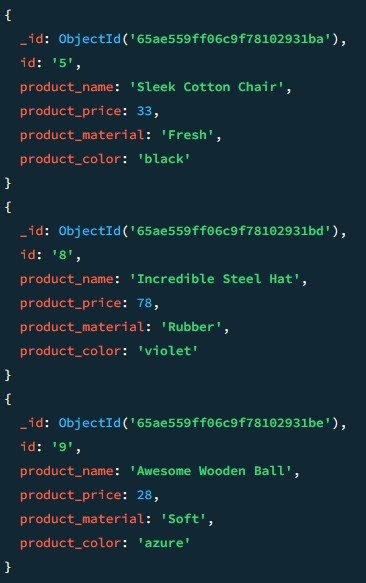 {
  _id: ObjectId('65ae559ff06c9f78102931ba'),
  id: '5',
  product_name: 'Sleek Cotton Chair',
  product_price: 33,
  product_material: 'Fresh',
  product_color: 'black'
}
{
  _id: ObjectId('65ae559ff06c9f78102931bd'),
  id: '8',
  product_name: 'Incredible Steel Hat',
  product_price: 78,
  product_material: 'Rubber',
  product_color: 'violet'
}
{
  _id: ObjectId('65ae559ff06c9f78102931be'),
  id: '9',
  product_name: 'Awesome Wooden Ball',
  product_price: 28,
  product_material: 'Soft',
  product_color: 'azure'
}